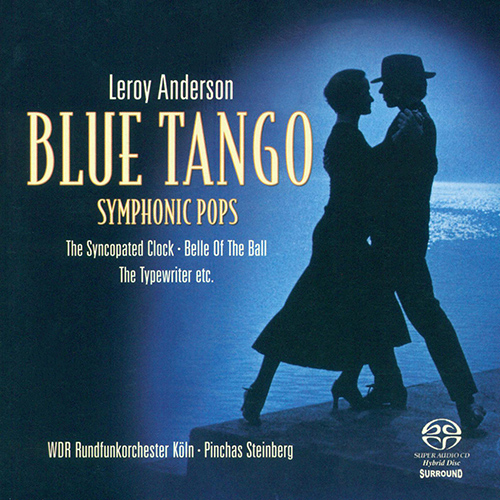 Leroy Anderson
BLUE TANGO
SYMPHONIC POPS
The Syncopated Clock · Belle Of The Ball
The Typewriter etc.
WDR Rundfunkorchester Köln · Pinchas Steinberg
SUPER AUDIO CD
Hybrid Disc
SURROUND